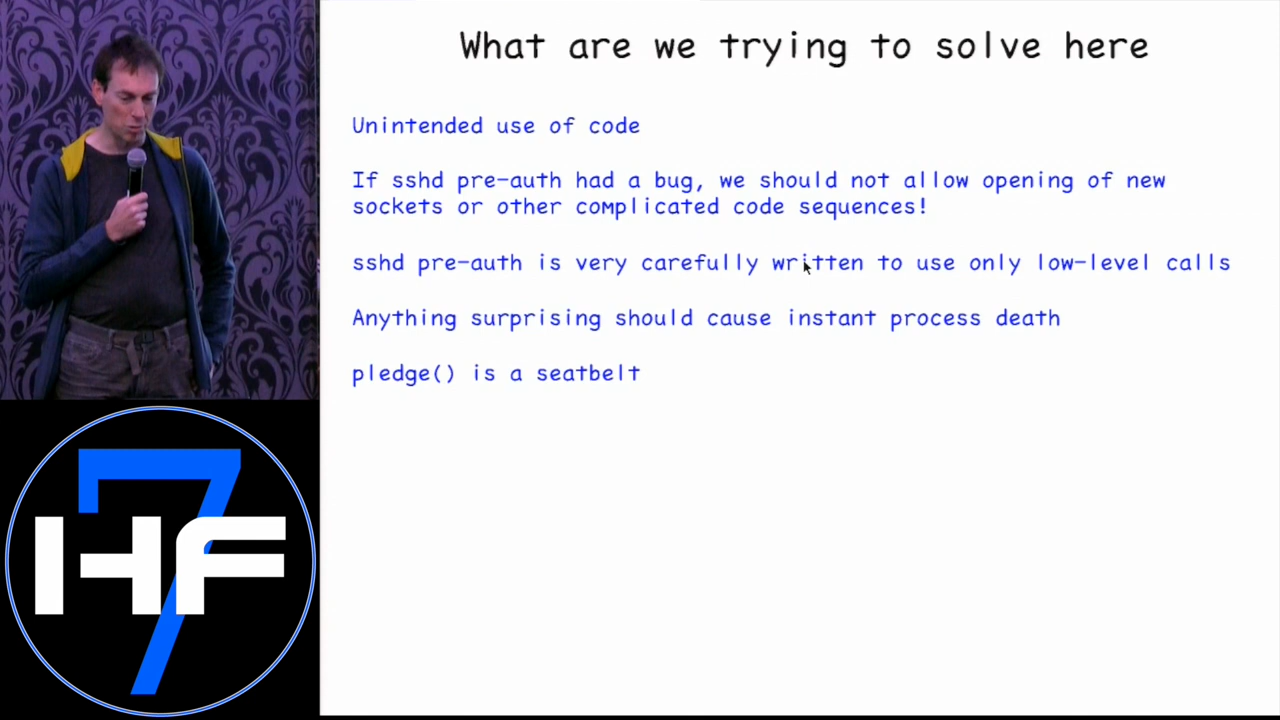 What are we trying to solve here
Unintended use of code
If sshd pre-auth had a bug, we should not allow opening of new
sockets or other complicated code sequences!
sshd pre-auth is very carefully written to use only low-level calls
Anything surprising should cause instant process death
pledge() is a seatbelt
7
HF